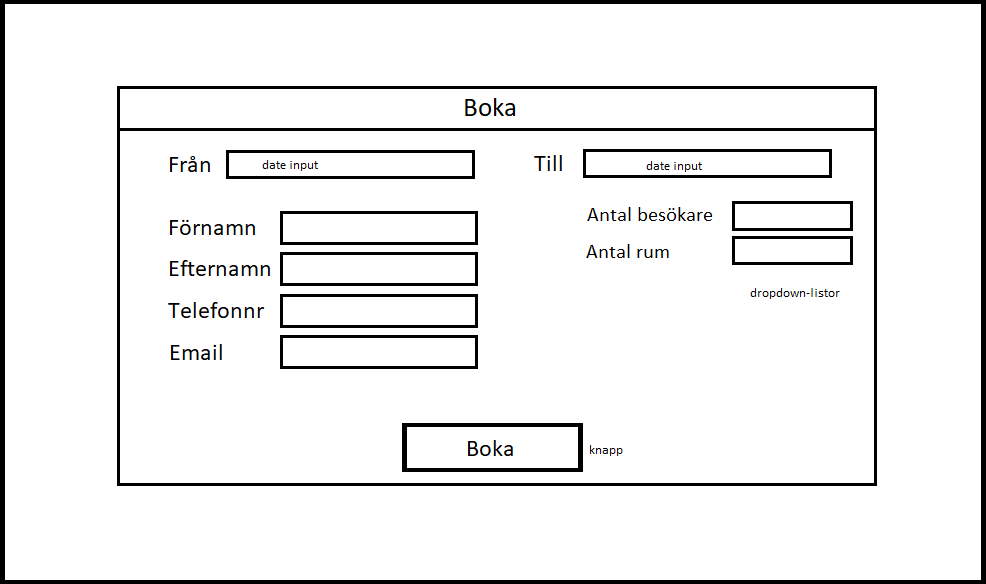 Boka
Från date input
Till date input
Förnamn
Efternamn
Telefonnr
Email
Antal besökare
Antal rum
dropdown-listor
Boka
knapp